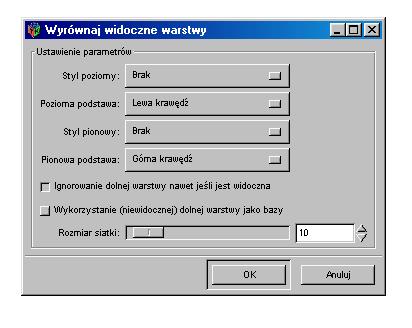 Wyrównaj widoczne warstwy
Ustawienie parametrów
Styl poziomy: Brak
Pozioma podstawa: Lewa krawędź
Styl pionowy: Brak
Pionowa podstawa: Górna krawędź
Ignorowanie dolnej warstwy nawet jeśli jest widoczna
Wykorzystanie (niewidocznej) dolnej warstwy jako bazy
Rozmiar siatki: 10
OK Anuluj